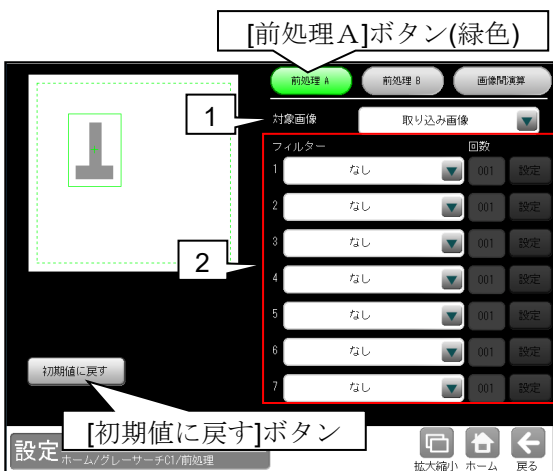 [前処理Ａ]ボタン(緑色)
前処理 A 前処理 B 画像間演算
1 対象画像 取り込み画像
フィルター 回数
1 なし 001 設定
2 なし 001 設定
3 なし 001 設定
2
4 なし 001 設定
5 なし 001 設定
6 なし 001 設定
初期値に戻す
7 なし 001 設定
[初期値に戻す]ボタン
設定 ホーム/グレーサーチC1/前処理
拡大縮小 ホーム 戻る